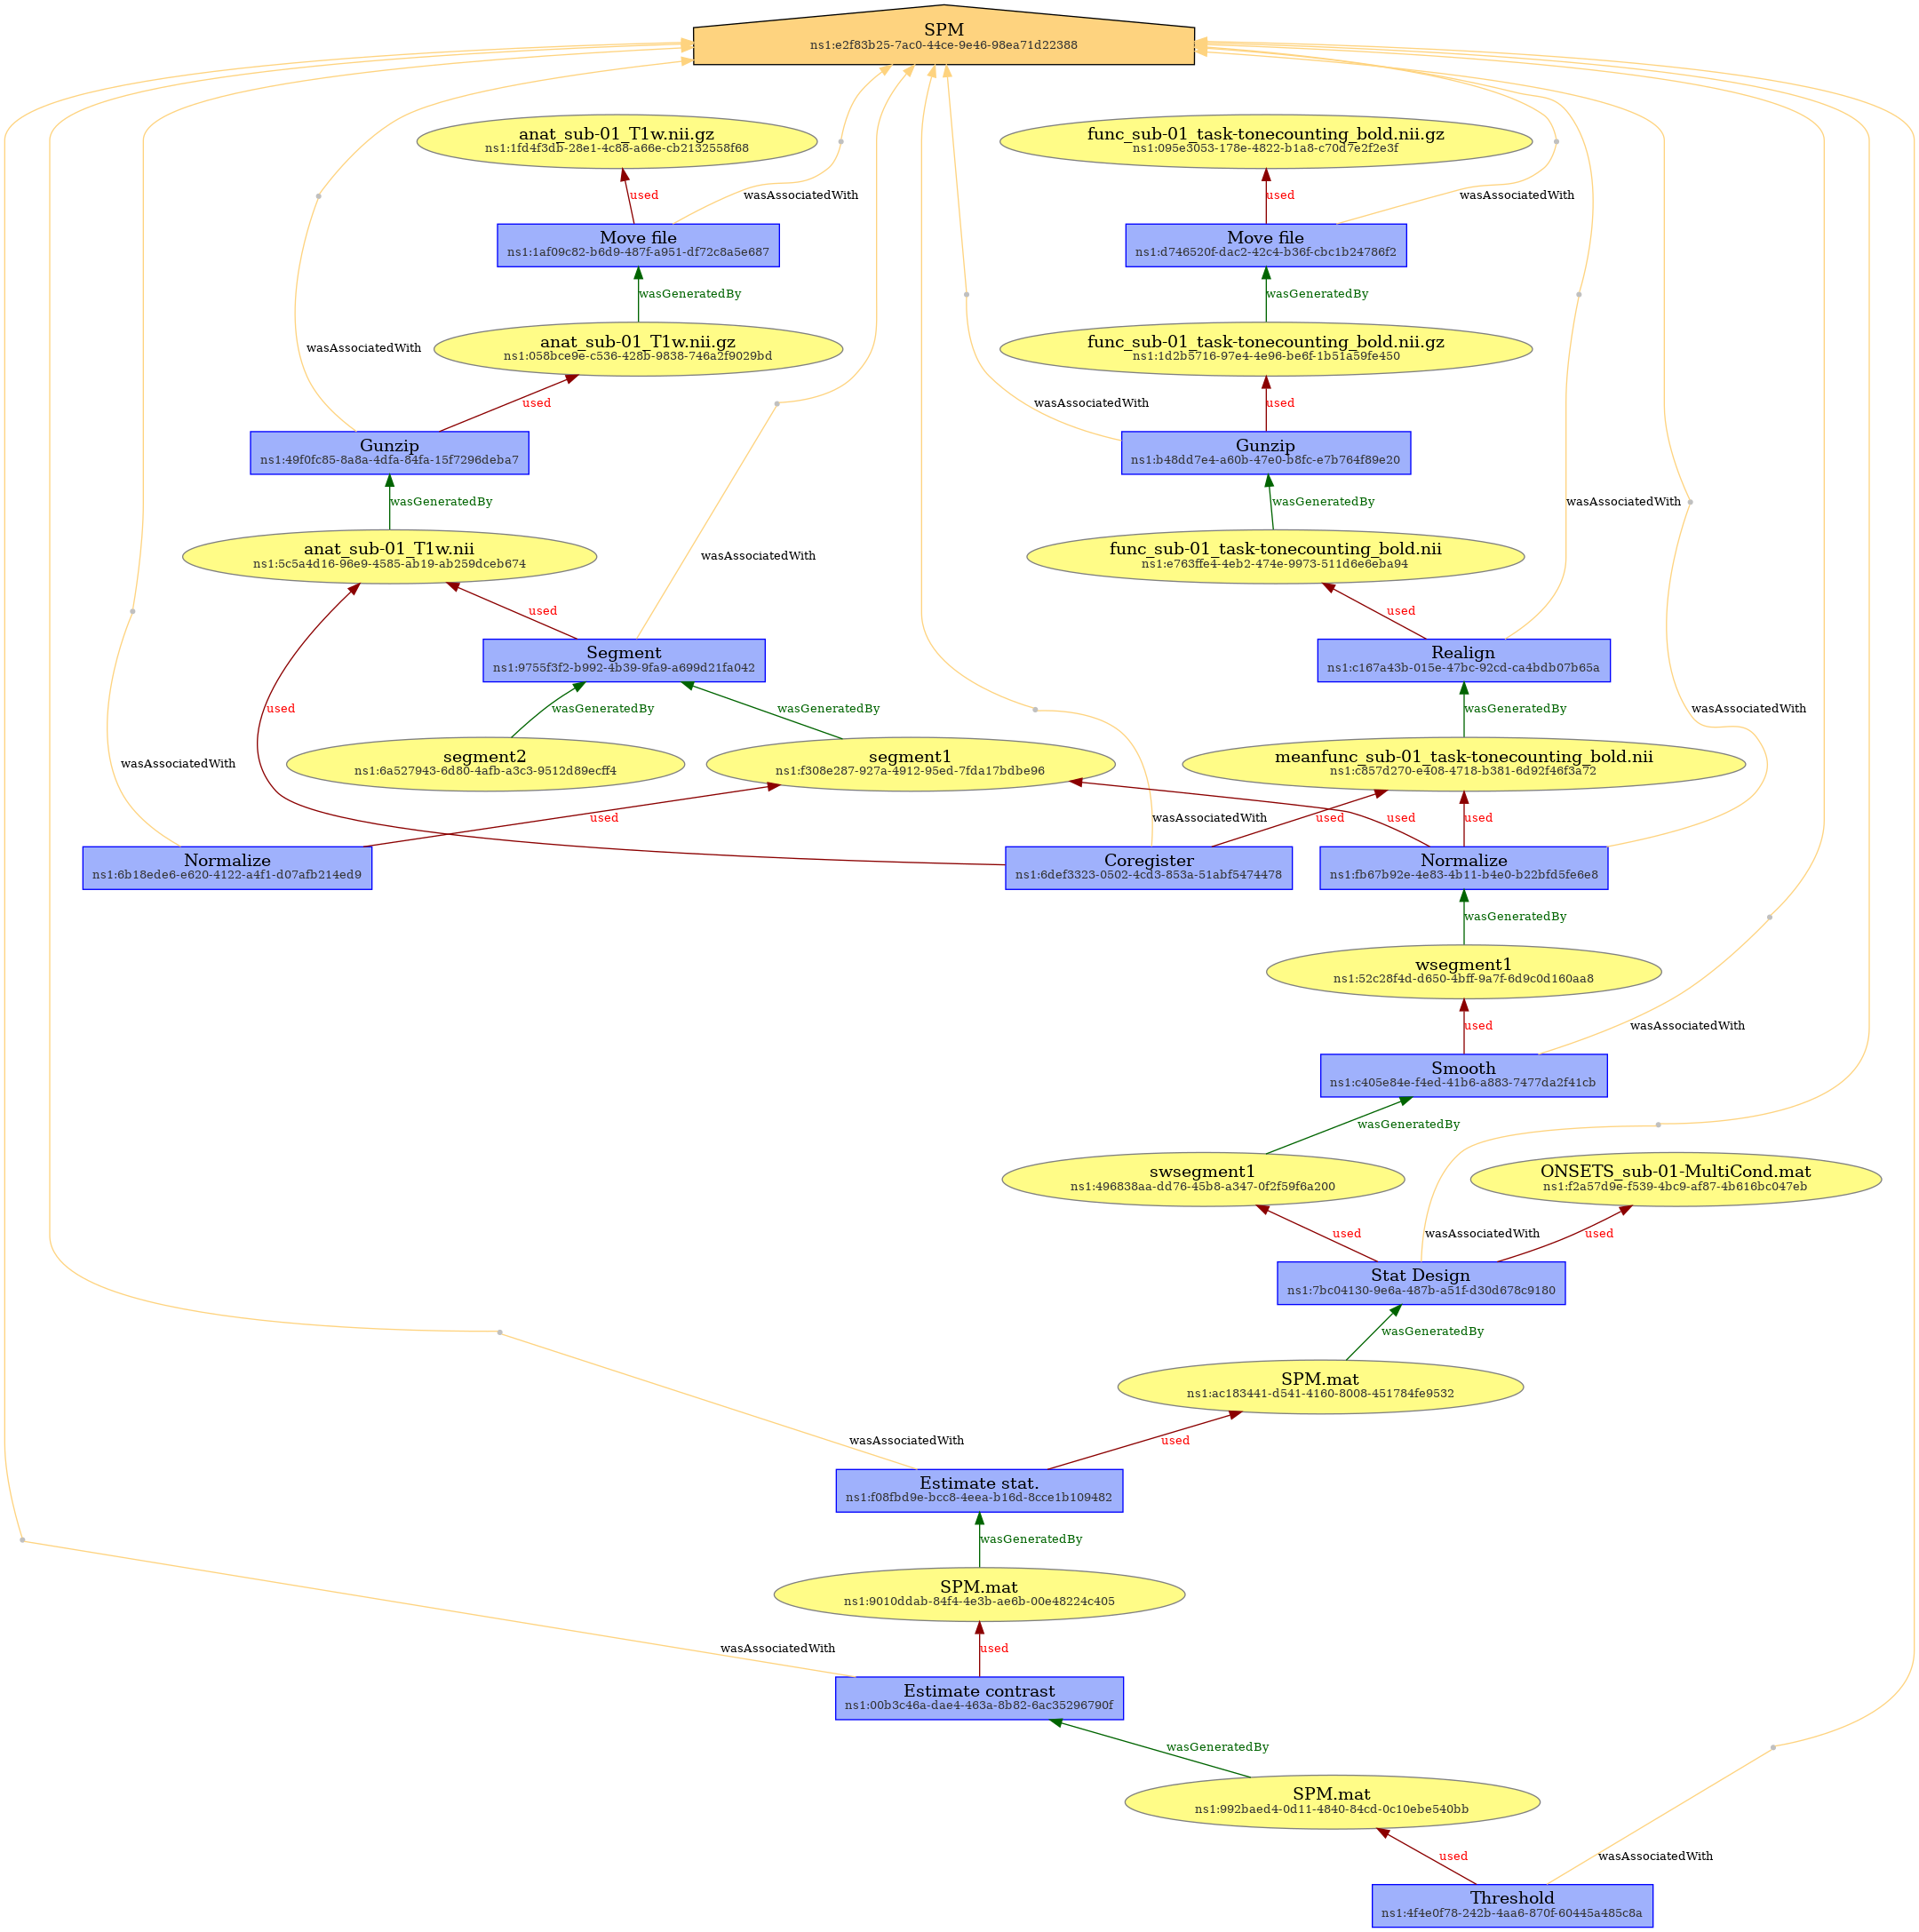 SPM
ns1:e2f83b25-7ac0-44ce-9e46-98ea71d22388
anat_sub-01_T1w.nii.gz
ns1:1fd4f3db-28e1-4c88-a66e-cb2132558f68
func_sub-01_task-tonecounting_bold.nii.gz
ns1:095e3053-178e-4822-b1a8-c70d7e2f2e3f
used
wasAssociatedWith
used
wasAssociatedWith
Move file
ns1:1af09c82-b6d9-487f-a951-df72c8a5e687
Move file
ns1:d746520f-dac2-42c4-b36f-cbc1b24786f2
wasGeneratedBy
wasGeneratedBy
wasAssociatedWith
anat_sub-01_T1w.nii.gz
ns1:058bce9e-c536-428b-9838-746a2f9029bd
func_sub-01_task-tonecounting_bold.nii.gz
ns1:1d2b5716-97e4-4e96-be6f-1b51a59fe450
used
wasAssociatedWith
used
Gunzip
ns1:49f0fc85-8a8a-4dfa-84fa-15f7296deba7
Gunzip
ns1:b48dd7e4-a60b-47e0-b8fc-e7b764f89e20
wasGeneratedBy
wasGeneratedBy
wasAssociatedWith
anat_sub-01_T1w.nii
ns1:5c5a4d16-96e9-4585-ab19-ab259dceb674
wasAssociatedWith
func_sub-01_task-tonecounting_bold.nii
ns1:e763ffe4-4eb2-474e-9973-511d6e6eba94
used
used
Segment
ns1:9755f3f2-b992-4b39-9fa9-a699d21fa042
Realign
ns1:c167a43b-015e-47bc-92cd-ca4bdb07b65a
used
wasGeneratedBy
wasGeneratedBy
wasGeneratedBy
wasAssociatedWith
wasAssociatedWith
segment2
ns1:6a527943-6d80-4afb-a3c3-9512d89ecff4
segment1
ns1:f308e287-927a-4912-95ed-7fda17bdbe96
meanfunc_sub-01_task-tonecounting_bold.nii
ns1:c857d270-e408-4718-b381-6d92f46f3a72
used
wasAssociatedWith
used
used
used
Normalize
ns1:6b18ede6-e620-4122-a4f1-d07afb214ed9
Coregister
ns1:6def3323-0502-4cd3-853a-51abf5474478
Normalize
ns1:fb67b92e-4e83-4b11-b4e0-b22bfd5fe6e8
wasGeneratedBy
wsegment1
ns1:52c28f4d-d650-4bff-9a7f-6d9c0d160aa8
used
wasAssociatedWith
Smooth
ns1:c405e84e-f4ed-41b6-a883-7477da2f41cb
wasGeneratedBy
swsegment1
ns1:496838aa-dd76-45b8-a347-0f2f59f6a200
ONSETS_sub-01-MultiCond.mat
ns1:f2a57d9e-f539-4bc9-af87-4b616bc047eb
used
wasAssociatedWith
used
Stat Design
ns1:7bc04130-9e6a-487b-a51f-d30d678c9180
wasGeneratedBy
SPM.mat
ns1:ac183441-d541-4160-8008-451784fe9532
wasAssociatedWith
used
Estimate stat.
ns1:f08fbd9e-bcc8-4eea-b16d-8cce1b109482
wasGeneratedBy
SPM.mat
ns1:9010ddab-84f4-4e3b-ae6b-00e48224c405
wasAssociatedWith
used
Estimate contrast
ns1:00b3c46a-dae4-463a-8b82-6ac35296790f
wasGeneratedBy
SPM.mat
ns1:992baed4-0d11-4840-84cd-0c10ebe540bb
used
wasAssociatedWith
Threshold
ns1:4f4e0f78-242b-4aa6-870f-60445a485c8a